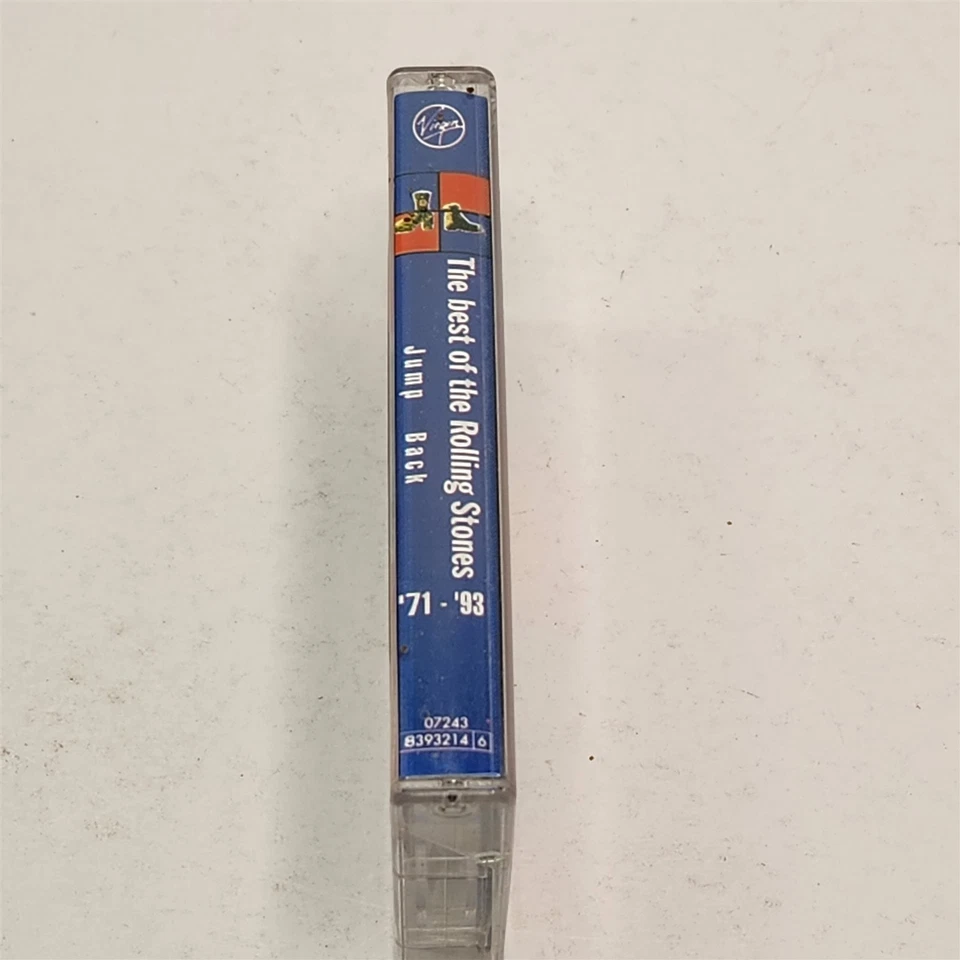 Virgin
The best of the Rolling Stones
Jump Back
'71 - '93
07243
8393214 6